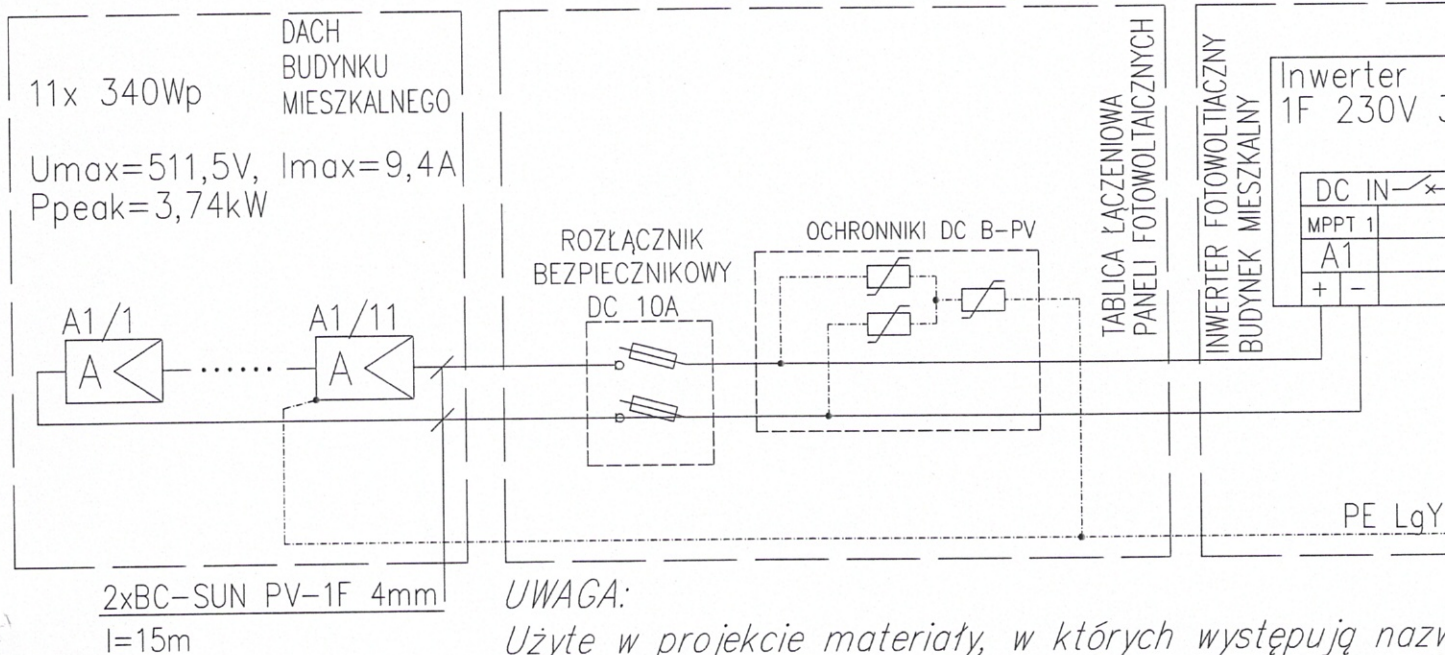 DACH
BUDYNKU
MIESZKALNEGO
11x 340Wp
Umax=511,5V, Imax=9,4A
Ppeak=3,74kW
A1/1
A
......
A1/11
A
2xBC-SUN PV-1F 4mm
l=15m
ROZŁĄCZNIK
BEZPIECZNIKOWY
DC 10A
OCHRONNIKI DC B-PV
TABLICA ŁĄCZENIOWA
PANELI FOTOWOLTAICZNYCH
INWERTER FOTOWOLTIACZNY
BUDYNEK MIESZKALNY
Inwerter
1F 230V
DC IN
MPPT 1
A1
+ -
PE LgY
UWAGA:
Użyte w projekcie materiały, w których występują